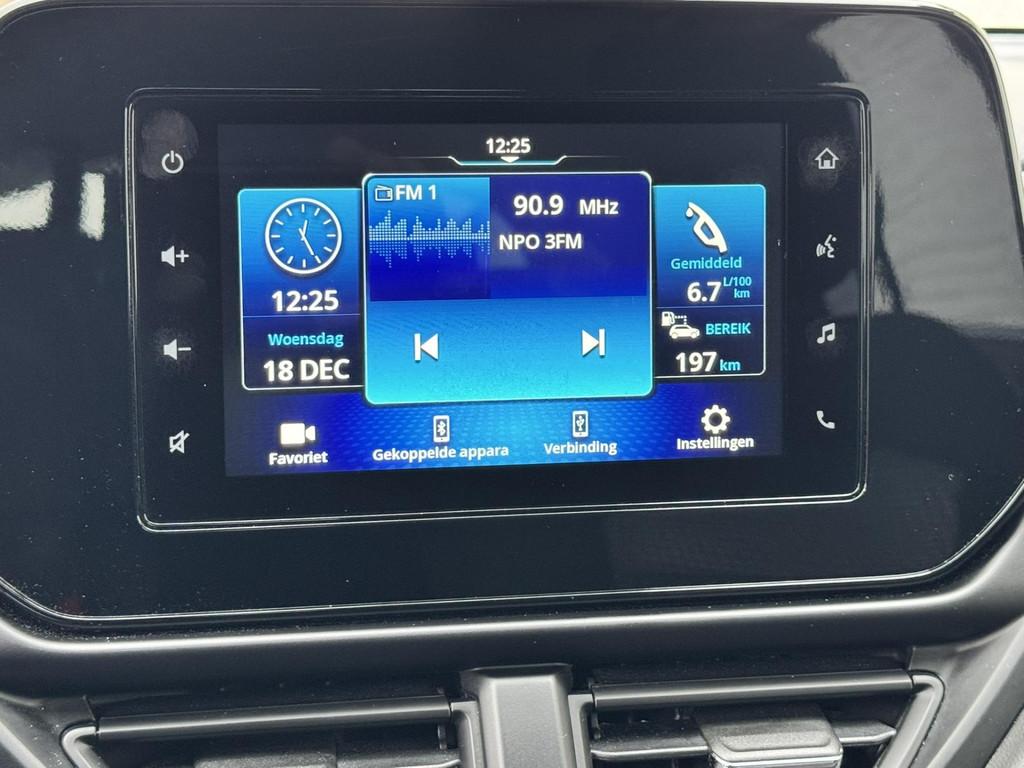 12:25
FM 1
90.9 MHz
NPO 3FM
12:25
Woensdag
18 DEC
Gemiddeld
6.7 L/100 km
BEREIK
197 km
Favoriet
Gekoppelde appara
Verbinding
Instellingen